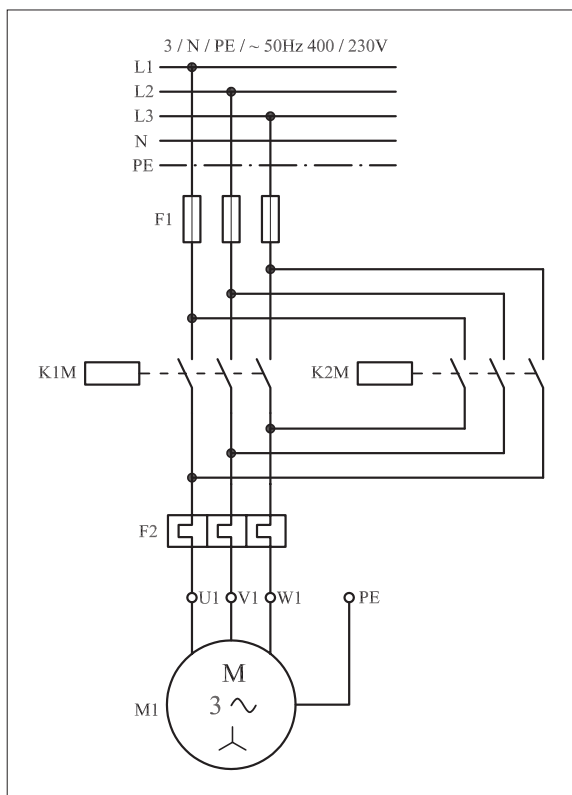 3 / N / PE / ~ 50Hz 400 / 230V
L1
L2
L3
N
PE
F1
K1M
K2M
F2
U1 V1 W1 PE
M
M1
3 ~